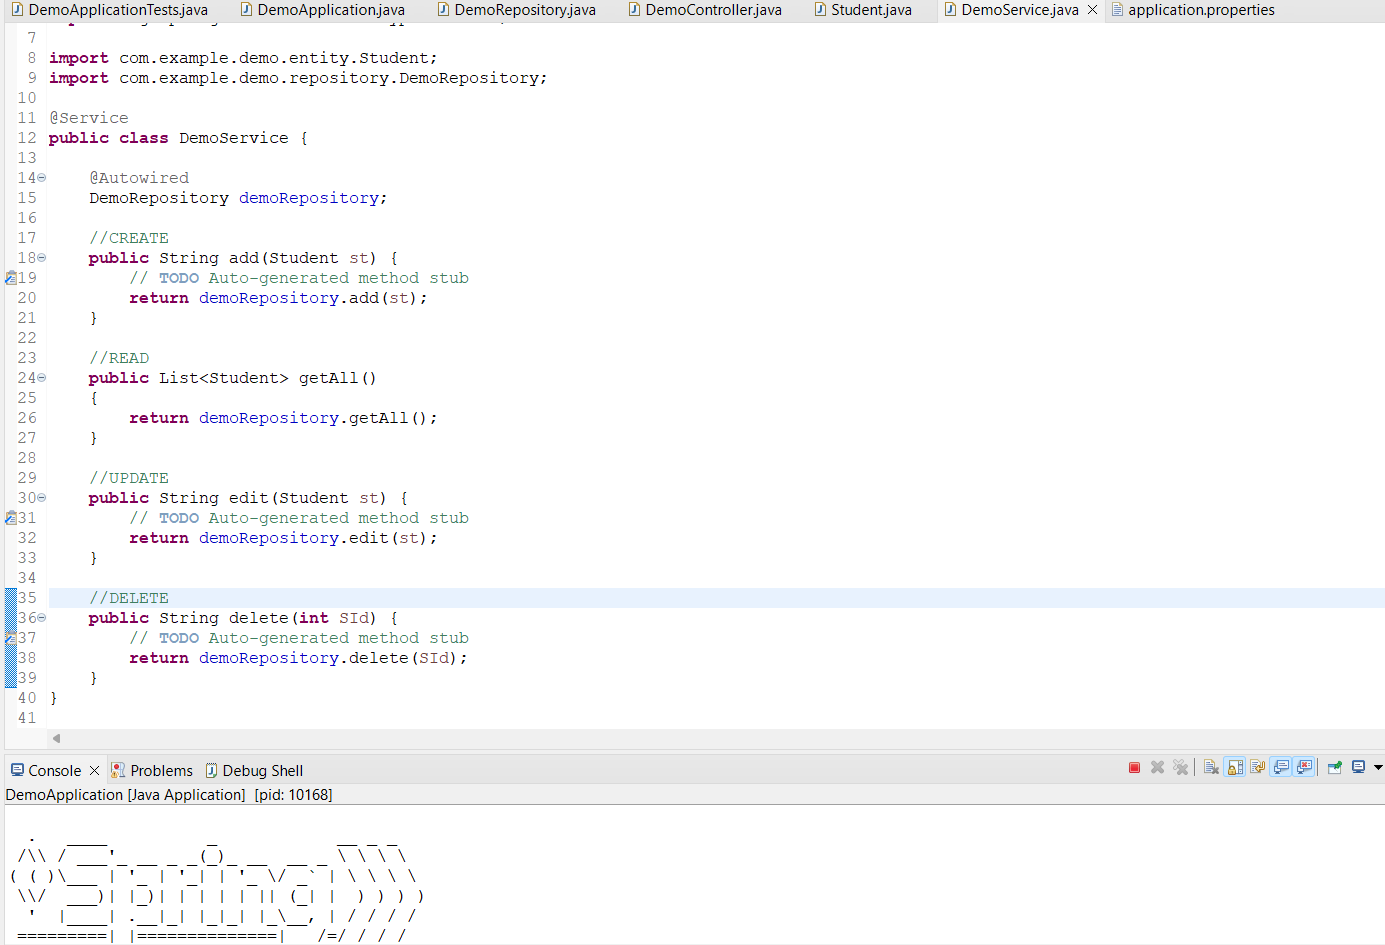 DemoApplicationTests.java DemoApplication.java DemoRepository.java DemoController.java Student.java DemoService.java application.properties
7
8 import com.example.demo.entity.Student;
9 import com.example.demo.repository.DemoRepository;
10
11 @Service
12 public class DemoService {
13
14 @Autowired
15 DemoRepository demoRepository;
16
17 //CREATE
18 public String add(Student st) {
19 // TODO Auto-generated method stub
20 return demoRepository.add(st);
21 }
22
23 //READ
24 public List<Student> getAll()
25 {
26 return demoRepository.getAll();
27 }
28
29 //UPDATE
30 public String edit(Student st) {
31 // TODO Auto-generated method stub
32 return demoRepository.edit(st);
33 }
34
35 //DELETE
36 public String delete(int SId) {
37 // TODO Auto-generated method stub
38 return demoRepository.delete(SId);
39 }
40 }
41
Console Problems Debug Shell
DemoApplication [Java Application] [pid: 10168]
  .   ____          _            __ _ _
 /\\ / ___'_ __ _ _(_)_ __  __ _ \ \ \ \
( ( )\___ | '_ | '_| | '_ \/ _` | \ \ \ \
 \\/  ___)| |_)| | | | | || (_| |  ) ) ) )
  '  |____| .__|_| |_|_| |_\__, | / / / /
 =========| |==============|   /=/ / / /